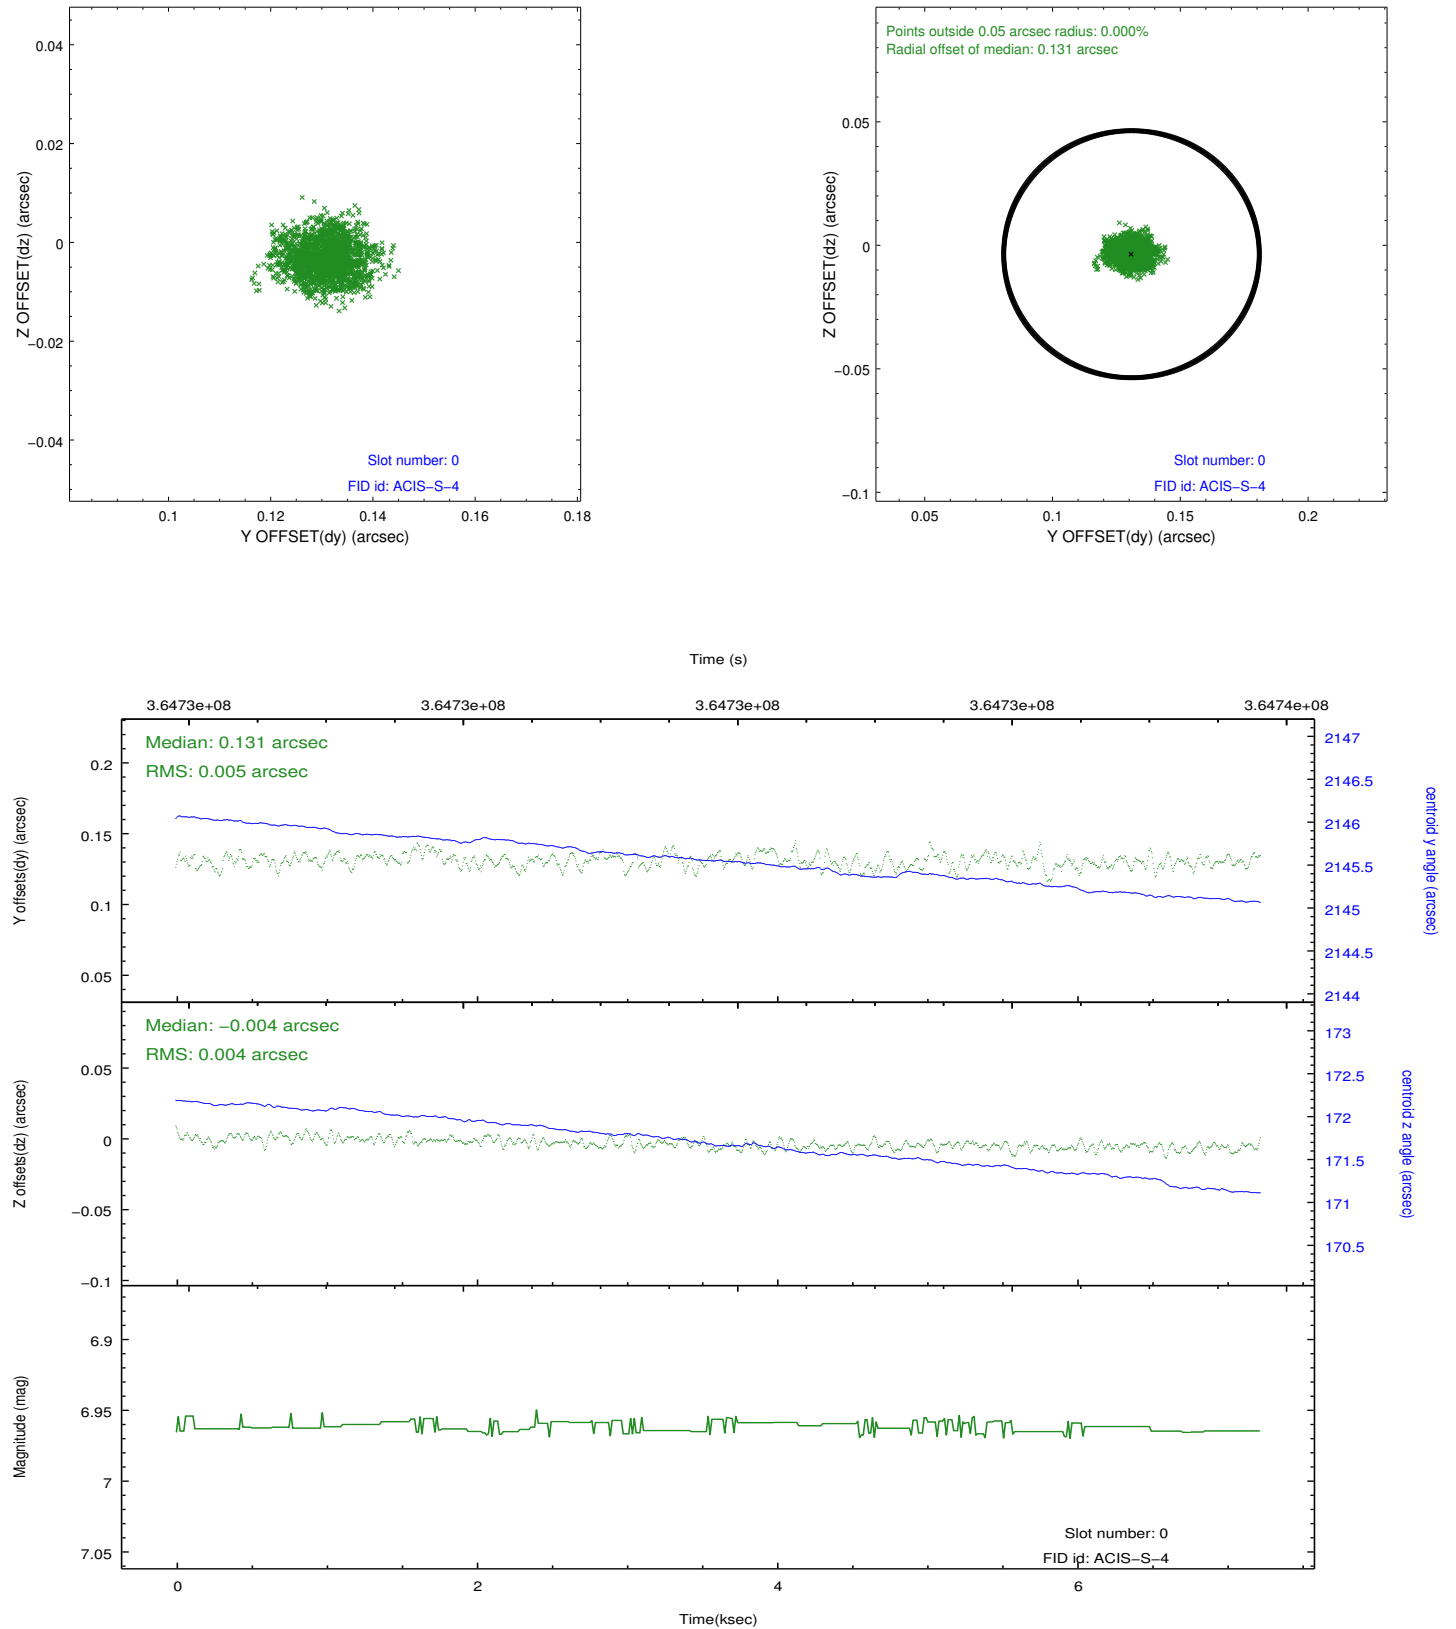 0.04
0.02
0
−0.02
−0.04
Z OFFSET(dz) (arcsec)
Slot number: 0
FID id: ACIS−S−4
0.1
0.12
0.14
0.16
0.18
Y OFFSET(dy) (arcsec)
Points outside 0.05 arcsec radius: 0.000%
Radial offset of median: 0.131 arcsec
0.05
0
−0.05
−0.1
Z OFFSET(dz) (arcsec)
Slot number: 0
FID id: ACIS−S−4
0.05
0.1
0.15
0.2
Y OFFSET(dy) (arcsec)
Time (s)
3.6473e+08
3.6473e+08
3.6473e+08
3.6473e+08
3.6474e+08
Median: 0.131 arcsec
RMS: 0.005 arcsec
0.2
0.15
0.1
0.05
Y offsets(dy) (arcsec)
2147
2146.5
2146
2145.5
2145
2144.5
2144
centroid y angle (arcsec)
Median: −0.004 arcsec
RMS: 0.004 arcsec
0.05
0
−0.05
−0.1
Z offsets(dz) (arcsec)
173
172.5
172
171.5
171
170.5
centroid z angle (arcsec)
6.9
6.95
7
7.05
Magnitude (mag)
Slot number: 0
FID id: ACIS−S−4
0
2
4
6
Time(ksec)